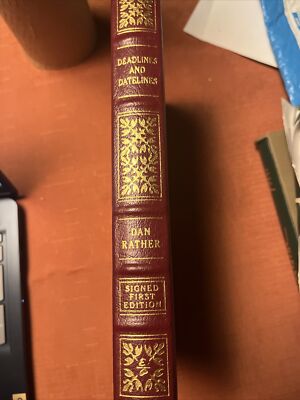 DEADLINES
AND
DATELINES
DAN
RATHER
SIGNED
FIRST
EDITION